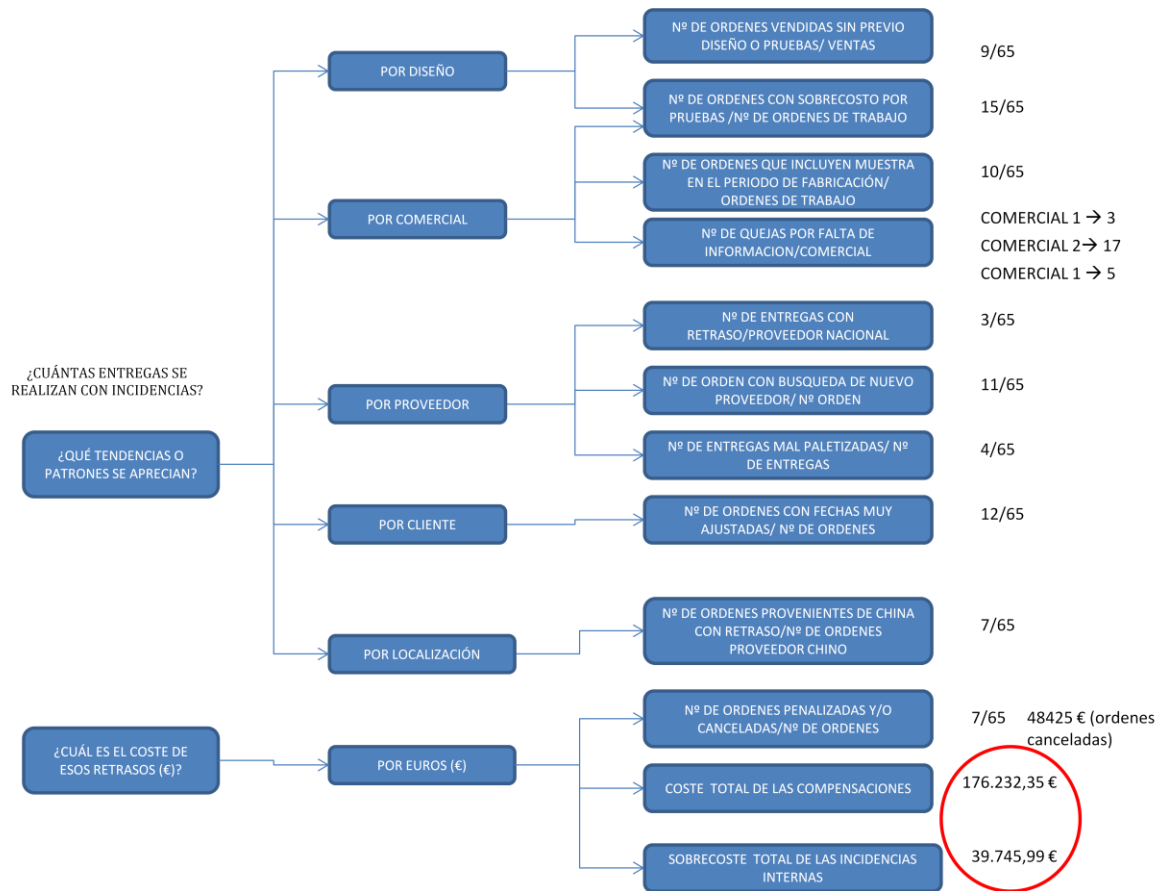 Nº DE ORDENES VENDIDAS SIN PREVIO
DISEÑO O PRUEBAS/ VENTAS
9/65
POR DISEÑO
Nº DE ORDENES CON SOBRECOSTO POR
PRUEBAS /Nº DE ORDENES DE TRABAJO
15/65
Nº DE ORDENES QUE INCLUYEN MUESTRA
EN EL PERIODO DE FABRICACIÓN/
ORDENES DE TRABAJO
10/65
POR COMERCIAL
Nº DE QUEJAS POR FALTA DE
INFORMACION/COMERCIAL
COMERCIAL 1 → 3
COMERCIAL 2→ 17
COMERCIAL 1 → 5
Nº DE ENTREGAS CON
RETRASO/PROVEEDOR NACIONAL
3/65
¿CUÁNTAS ENTREGAS SE
REALIZAN CON INCIDENCIAS?
POR PROVEEDOR
Nº DE ORDEN CON BUSQUEDA DE NUEVO
PROVEEDOR/ Nº ORDEN
11/65
¿QUÉ TENDENCIAS O
PATRONES SE APRECIAN?
Nº DE ENTREGAS MAL PALETIZADAS/ Nº
DE ENTREGAS
4/65
POR CLIENTE
Nº DE ORDENES CON FECHAS MUY
AJUSTADAS/ Nº DE ORDENES
12/65
Nº DE ORDENES PROVENIENTES DE CHINA
CON RETRASO/Nº DE ORDENES
PROVEEDOR CHINO
7/65
POR LOCALIZACIÓN
Nº DE ORDENES PENALIZADAS Y/O
CANCELADAS/Nº DE ORDENES
7/65 48425 € (ordenes
canceladas)
¿CUÁL ES EL COSTE DE
ESOS RETRASOS (€)?
POR EUROS (€)
COSTE TOTAL DE LAS COMPENSACIONES
176.232,35 €
SOBRECOSTE TOTAL DE LAS INCIDENCIAS
INTERNAS
39.745,99 €